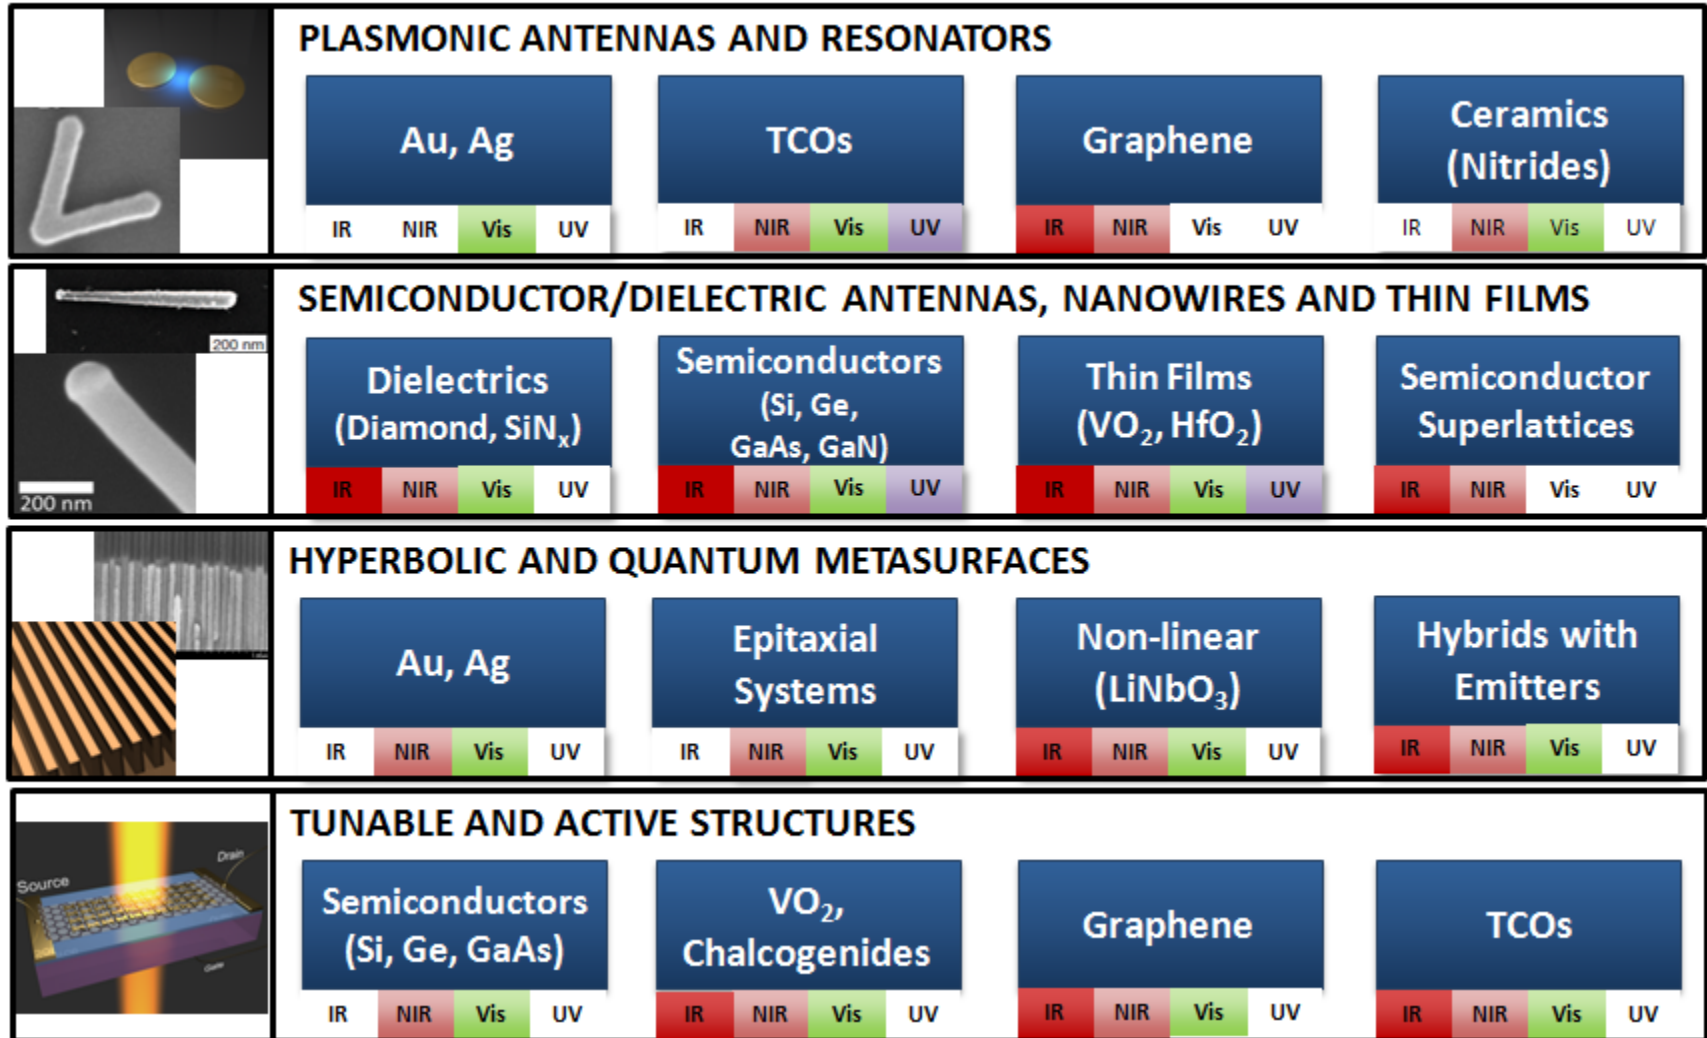 PLASMONIC ANTENNAS AND RESONATORS
Au, Ag
IR NIR Vis UV
TCOs
IR NIR Vis UV
Graphene
IR NIR Vis UV
Ceramics
(Nitrides)
IR NIR Vis UV
200 nm
200 nm
SEMICONDUCTOR/DIELECTRIC ANTENNAS, NANOWIRES AND THIN FILMS
Dielectrics
(Diamond, SiNₓ)
IR NIR Vis UV
Semiconductors
(Si, Ge,
GaAs, GaN)
IR NIR Vis UV
Thin Films
(VO₂, HfO₂)
IR NIR Vis UV
Semiconductor
Superlattices
IR NIR Vis UV
HYPERBOLIC AND QUANTUM METASURFACES
Au, Ag
IR NIR Vis UV
Epitaxial
Systems
IR NIR Vis UV
Non-linear
(LiNbO₃)
IR NIR Vis UV
Hybrids with
Emitters
IR NIR Vis UV
Drain
Source
Gate
TUNABLE AND ACTIVE STRUCTURES
Semiconductors
(Si, Ge, GaAs)
IR NIR Vis UV
VO₂,
Chalcogenides
IR NIR Vis UV
Graphene
IR NIR Vis UV
TCOs
IR NIR Vis UV